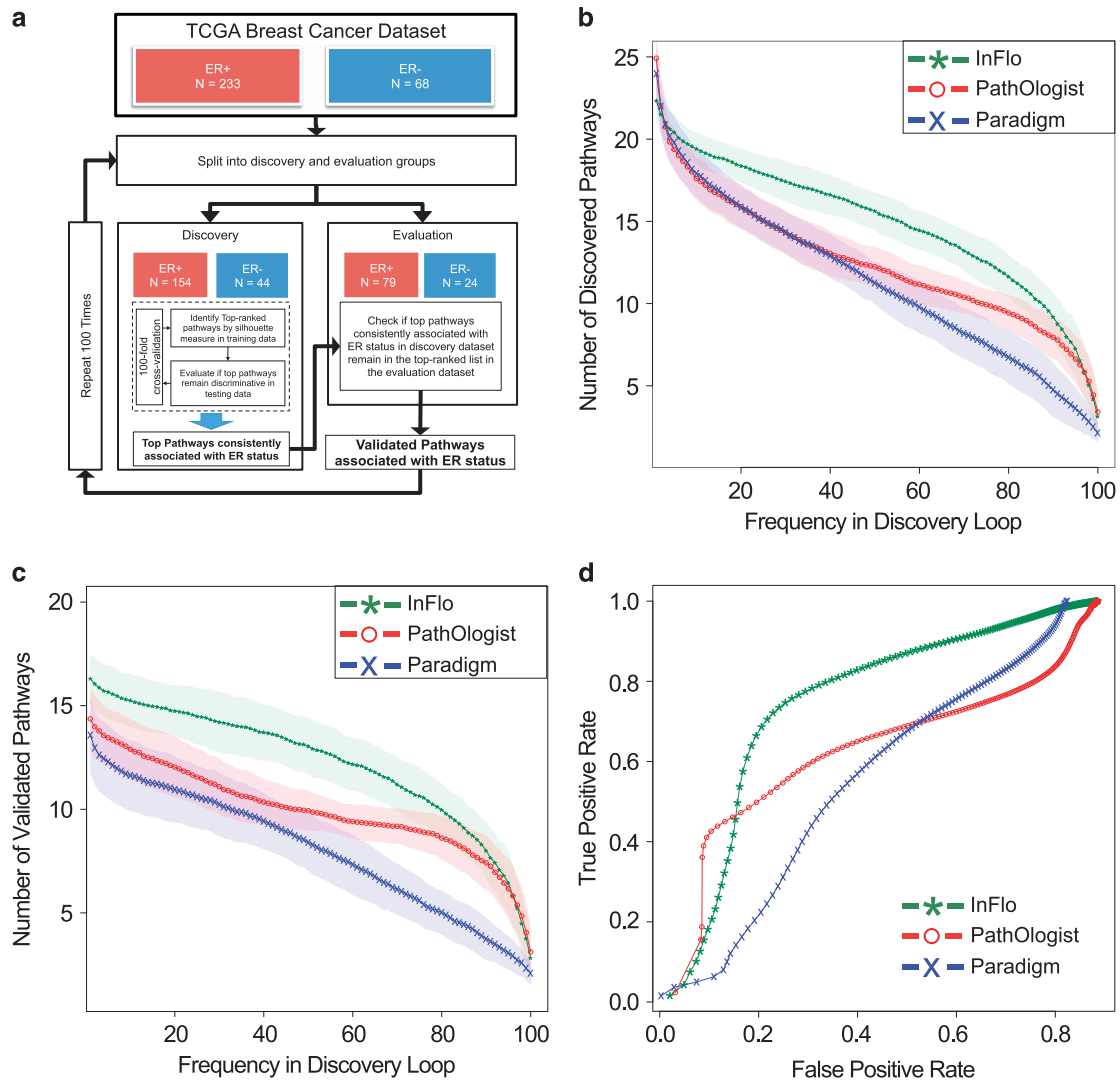 a
TCGA Breast Cancer Dataset
ER+
N = 233
ER-
N = 68
Split into discovery and evaluation groups
Repeat 100 Times
Discovery
ER+
N = 154
ER-
N = 44
100-fold
cross-validation
Identify Top-ranked
pathways by silhouette
measure in training data
Evaluate if top pathways
remain discriminative in
testing data
Top Pathways consistently
associated with ER status
Evaluation
ER+
N = 79
ER-
N = 24
Check if top pathways
consistently associated with
ER status in discovery dataset
remain in the top-ranked list in
the evaluation dataset
Validated Pathways
associated with ER status
b
Number of Discovered Pathways
25
20
15
10
5
20
40
60
80
100
Frequency in Discovery Loop
InFlo
PathOlogist
Paradigm
c
Number of Validated Pathways
20
15
10
5
20
40
60
80
100
Frequency in Discovery Loop
InFlo
PathOlogist
Paradigm
d
True Positive Rate
1.0
0.8
0.6
0.4
0.2
0.0
0.0
0.2
0.4
0.6
0.8
False Positive Rate
InFlo
PathOlogist
Paradigm